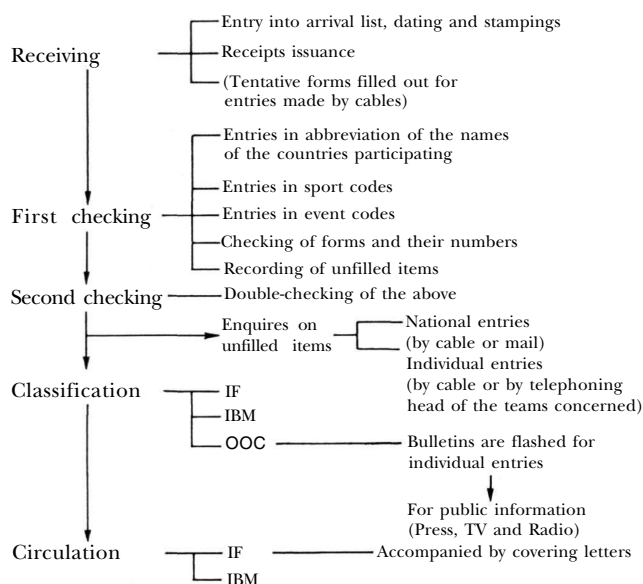 Entry into arrival list, dating and stampings
Receiving
Receipts issuance
(Tentative forms filled out for
entries made by cables)
Entries in abbreviation of the names
of the countries participating
Entries in sport codes
First checking
Entries in event codes
Checking of forms and their numbers
Recording of unfilled items
Second checking
Double-checking of the above
Enquires on
unfilled items
National entries
(by cable or mail)
Individual entries
(by cable or by telephoning
head of the teams concerned)
Classification
IF
IBM
OOC
Bulletins are flashed for
individual entries
For public information
(Press, TV and Radio)
Circulation
IF
Accompanied by covering letters
IBM